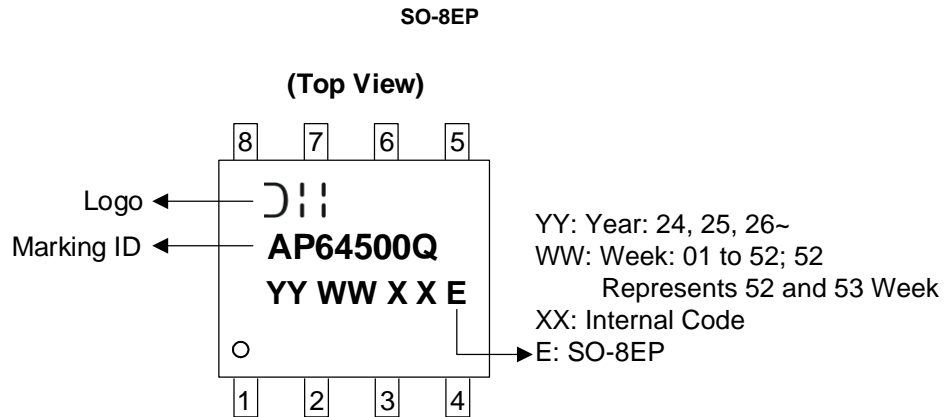 SO-8EP
(Top View)
8 7 6 5
Logo
Marking ID
AP64500Q
YY WW X X E
YY: Year: 24, 25, 26~
WW: Week: 01 to 52; 52
Represents 52 and 53 Week
XX: Internal Code
E: SO-8EP
1 2 3 4